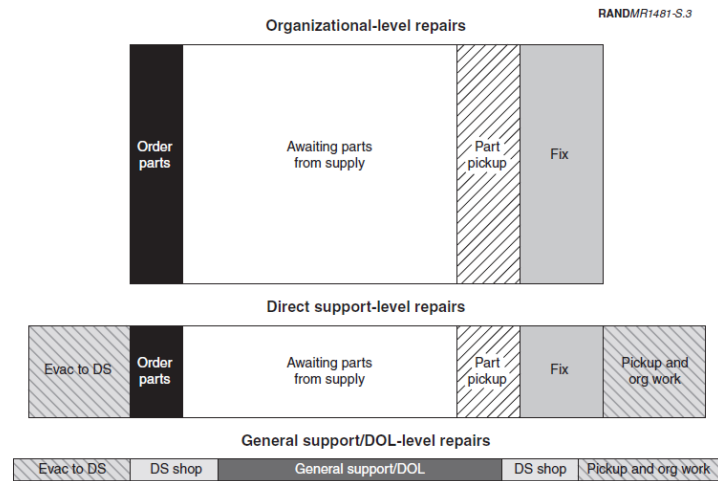 RANDMR1481-S.3
Organizational-level repairs
Order
parts
Awaiting parts
from supply
Part
pickup
Fix
Direct support-level repairs
Evac to DS
Order
parts
Awaiting parts
from supply
Part
pickup
Fix
Pickup and
org work
General support/DOL-level repairs
Evac to DS
DS shop
General support/DOL
DS shop
Pickup and org work